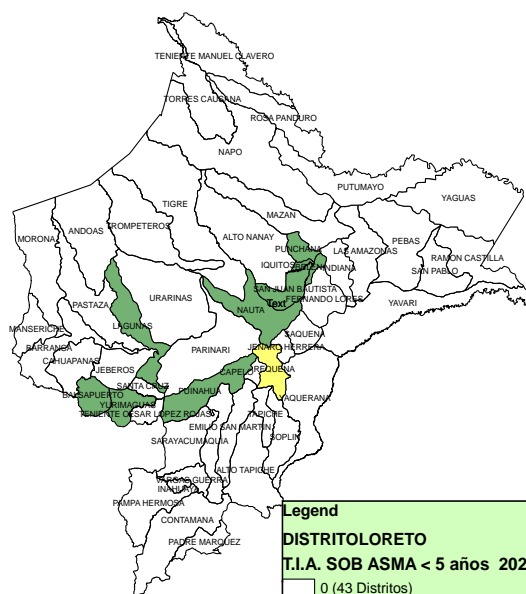 TENIENTE MANUEL CLAVERO
TORRES CAUSANA
ROSA PANDURO
NAPO
PUTUMAYO
YAGUAS
TIGRE
MAZAN
ANDOAS
TROMPETEROS
MORONA
ALTO NANAY
PUNCHANA
LAS AMAZONAS
PEBAS
RAMON CASTILLA
IQUITOS
INDIANA
SAN PABLO
SAN JUAN BAUTISTA
FERNANDO LORES
PASTAZA
URARINAS
NAUTA
Text
YAVARI
LAGUNAS
MANSERICHE
SAQUENA
BARRANCA
PARINARI
JENARO HERRERA
CAHUAPANAS
JEBEROS
CAPELO
REQUENA
SANTA CRUZ
PUINAHUA
BALSAPUERTO
YAQUERANA
YURIMAGUAS
TENIENTE CESAR LOPEZ ROJAS
TAPICHE
EMILIO SAN MARTIN
SARAYACU
MAQUIA
SOPLIN
ALTO TAPICHE
VARGAS GUERRA
INAHUAYA
PAMPA HERMOSA
CONTAMANA
PADRE MARQUEZ
Legend
DISTRITOLORETO
T.I.A. SOB ASMA < 5 años 202
0 (43 Distritos)